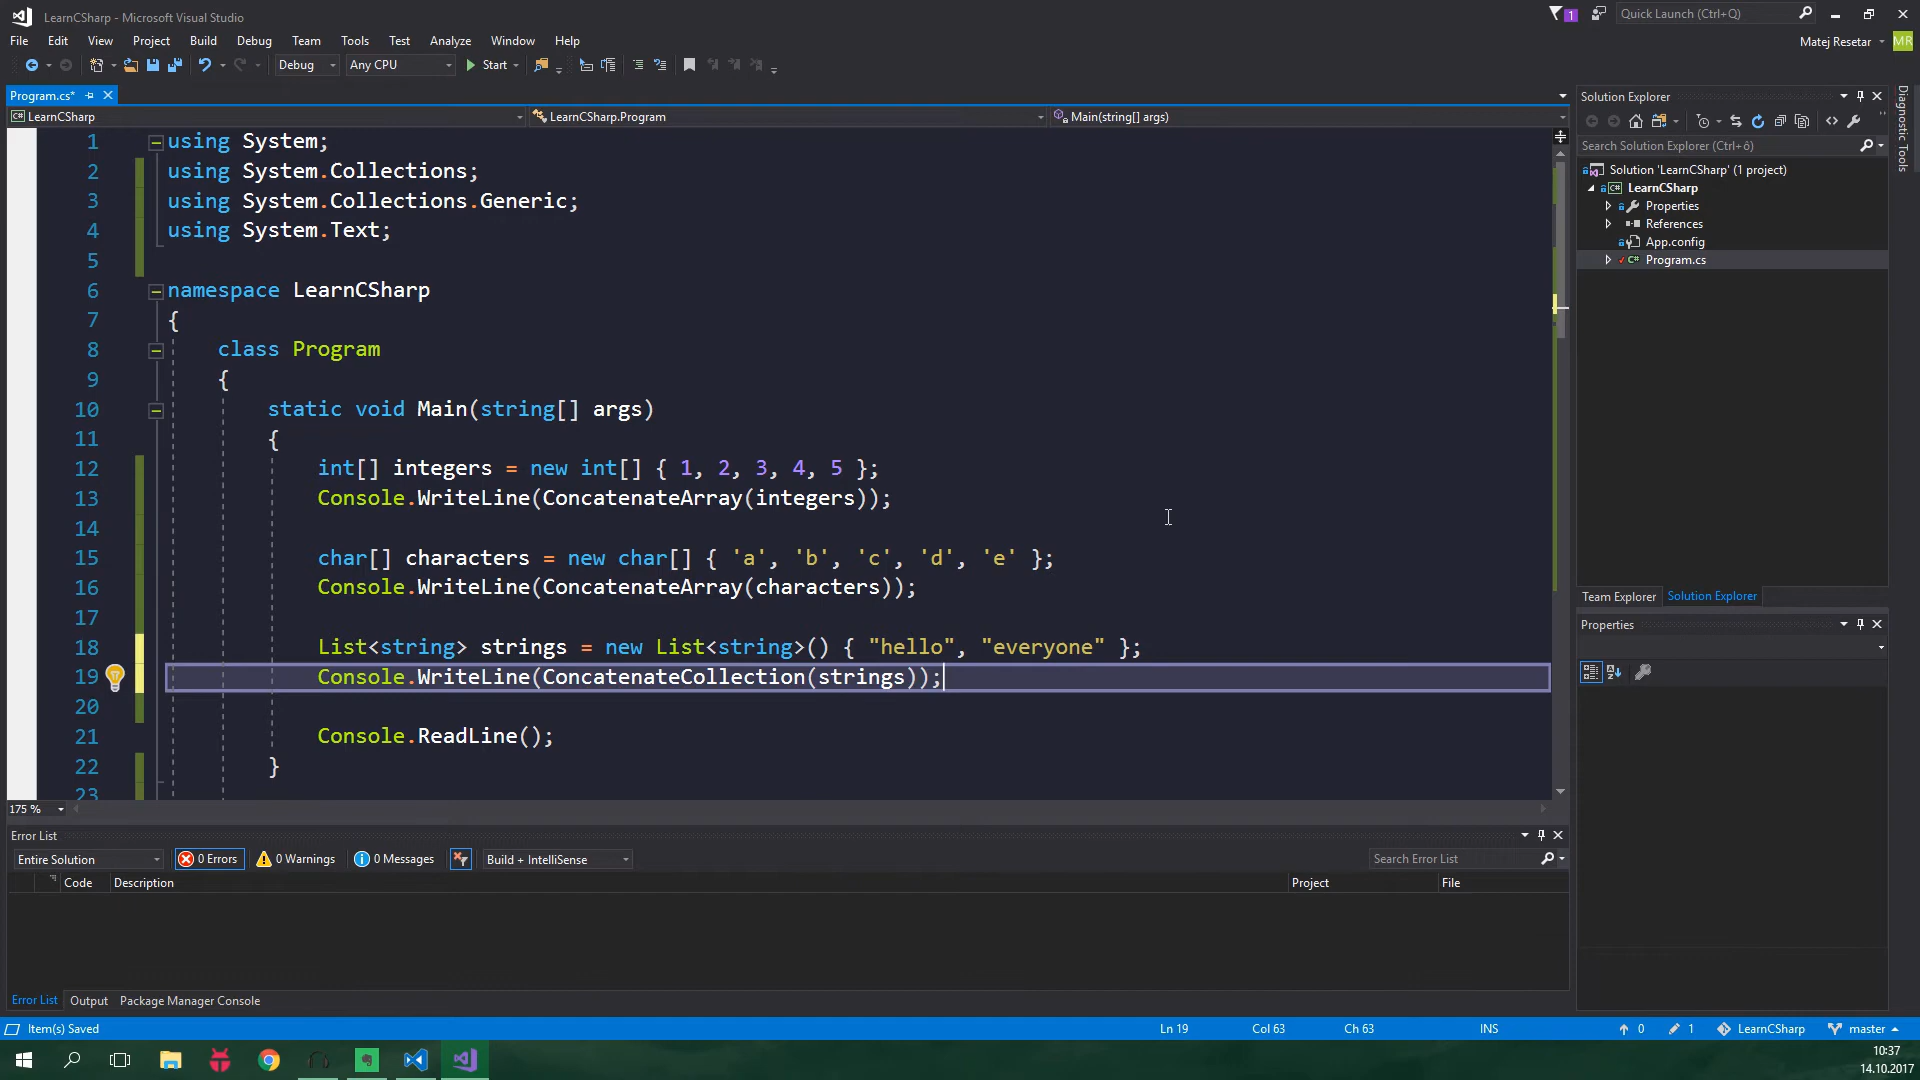 LearnCSharp - Microsoft Visual Studio
1
Quick Launch (Ctrl+Q)
File Edit View Project Build Debug Team Tools Test Analyze Window Help
Matej Resetar MR
Debug Any CPU Start
Program.cs*
LearnCSharp LearnCSharp.Program Main(string[] args)
1 using System;
2 using System.Collections;
3 using System.Collections.Generic;
4 using System.Text;
5
6 namespace LearnCSharp
7 {
8 class Program
9 {
10 static void Main(string[] args)
11 {
12 int[] integers = new int[] { 1, 2, 3, 4, 5 };
13 Console.WriteLine(ConcatenateArray(integers));
14
15 char[] characters = new char[] { 'a', 'b', 'c', 'd', 'e' };
16 Console.WriteLine(ConcatenateArray(characters));
17
18 List<string> strings = new List<string>() { "hello", "everyone" };
19 Console.WriteLine(ConcatenateCollection(strings));
20
21 Console.ReadLine();
22 }
23
175 %
Solution Explorer
Search Solution Explorer (Ctrl+ô)
Solution 'LearnCSharp' (1 project)
LearnCSharp
Properties
References
App.config
Program.cs
Team Explorer Solution Explorer
Properties
Diagnostic Tools
Error List
Entire Solution 0 Errors 0 Warnings 0 Messages Build + IntelliSense Search Error List
Code Description Project File
Error List Output Package Manager Console
Item(s) Saved Ln 19 Col 63 Ch 63 INS 0 1 LearnCSharp master
10:37
14.10.2017